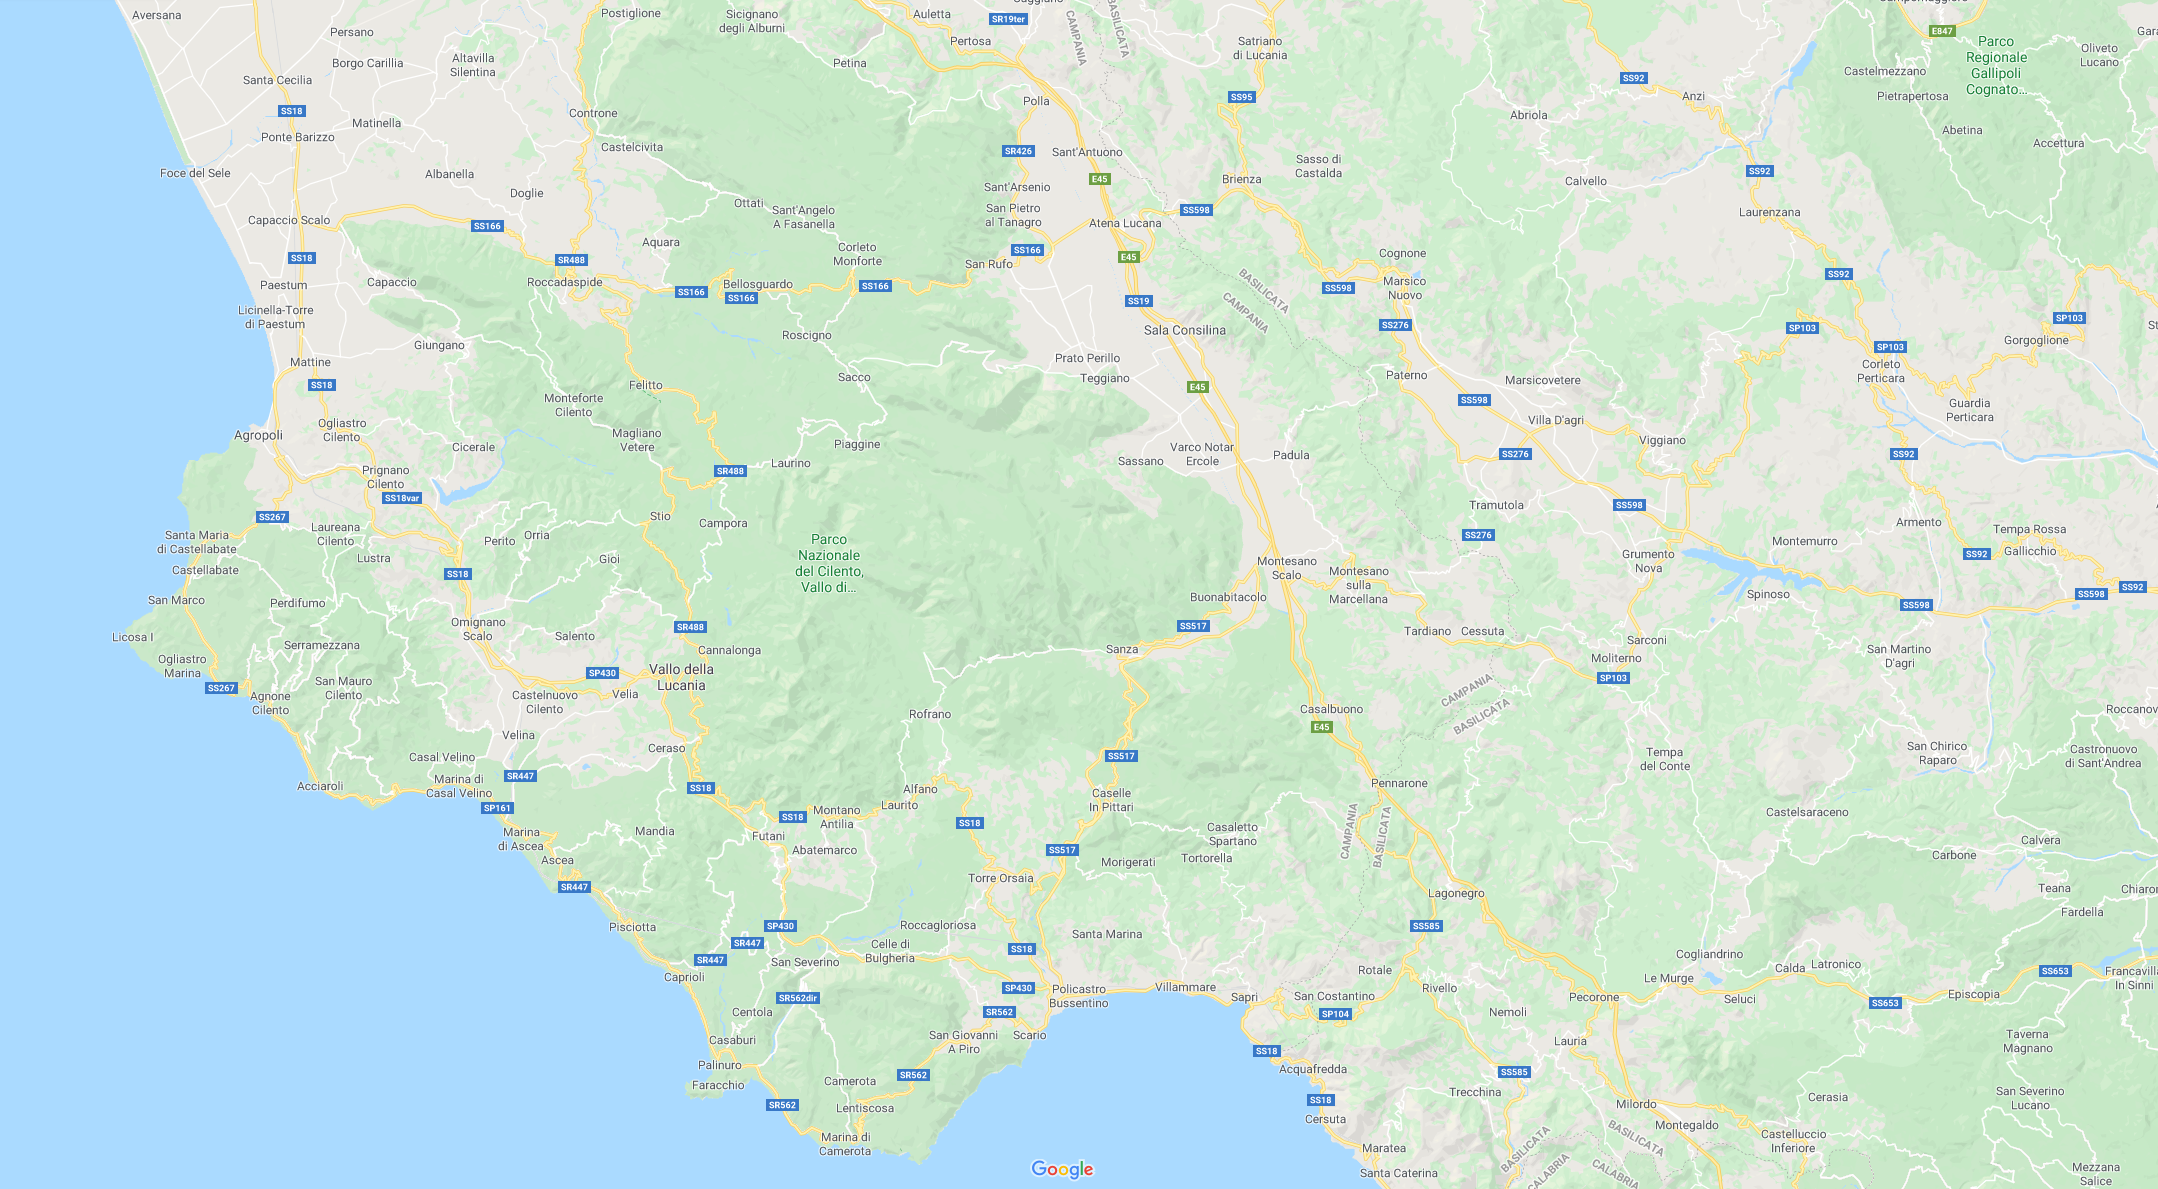 Aversana
Postiglione
Sicignano
degli Alburni
Auletta
SR19ter
CAMPANIA
BASILICATA
E847
Persano
Pertosa
Satriano
di Lucania
Parco
Regionale
Gallipoli
Cognato...
Oliveto
Lucano
Borgo Carillia
Altavilla
Silentina
Petina
Castelmezzano
Santa Cecilia
SS92
SS18
Polla
SS95
Anzi
Pietrapertosa
Controne
Abriola
Matinella
Abetina
Ponte Barizzo
Castelcivita
SR426
Sant'Antuono
Sasso di
Castalda
Accettura
Foce del Sele
Albanella
E45
Brienza
Calvello
SS92
Doglie
Sant'Arsenio
Ottati
Sant'Angelo
A Fasanella
San Pietro
al Tanagro
SS598
Laurenzana
Capaccio Scalo
SS166
Atena Lucana
Aquara
Corleto
Monforte
SS166
SS18
SR488
San Rufo
E45
Cognone
SS92
Paestum
Capaccio
Roccadaspide
SS166
Bellosguardo
SS166
SS166
BASILICATA
CAMPANIA
SS598
Marsico
Nuovo
SS19
Licinella-Torre
di Paestum
Roscigno
Sala Consilina
SS276
SP103
SP103
Gorgoglione
Giungano
SP103
Mattine
Prato Perillo
Corleto
Perticara
SS18
Felitto
Sacco
Teggiano
E45
Paterno
Marsicovetere
Monteforte
Cilento
SS598
Guardia
Perticara
Ogliastro
Cilento
Villa D'agri
Agropoli
Magliano
Vetere
Piaggine
Viggiano
Cicerale
Varco Notar
Ercole
Padula
SS276
SS92
Prignano
Cilento
SR488
Laurino
Sassano
SS18var
Tramutola
SS598
SS267
Laureana
Cilento
Stio
Campora
Armento
Tempa Rossa
Santa Maria
di Castellabate
Perito
Orria
Parco
Nazionale
del Cilento,
Vallo di...
SS276
Montemurro
Gallicchio
Lustra
Gioi
Montesano
Scalo
Grumento
Nova
SS92
Castellabate
SS18
Montesano
sulla
Marcellana
SS598
SS92
San Marco
Perdifumo
Buonabitacolo
Spinoso
SS598
Licosa I
Omignano
Scalo
Salento
SR488
SS517
Tardiano
Cessuta
Sarconi
Serramezzana
Cannalonga
Sanza
Moliterno
San Martino
D'agri
Ogliastro
Marina
SP430
Vallo della
Lucania
SP103
SS267
San Mauro
Cilento
Agnone
Cilento
Castelnuovo
Cilento
Velia
CAMPANIA
BASILICATA
Rofrano
Casalbuono
Roccanov
E45
Velina
Ceraso
San Chirico
Raparo
Casal Velino
SS517
Tempa
del Conte
Castronuovo
di Sant'Andrea
Acciaroli
Marina di
Casal Velino
SR447
SS18
Alfano
Caselle
In Pittari
Pennarone
SP161
SS18
Montano
Antilia
Laurito
SS18
Castelsaraceno
Marina
di Ascea
Mandia
Futani
Casaletto
Spartano
CAMPANIA
BASILICATA
Calvera
Abatemarco
SS517
Tortorella
Carbone
Ascea
Morigerati
SR447
Torre Orsaia
Lagonegro
Teana
Chiaror
Pisciotta
SP430
Roccagloriosa
SS585
Fardella
SR447
Celle di
Bulgheria
SS18
Santa Marina
SR447
San Severino
Cogliandrino
Caprioli
SP430
Rotale
Le Murge
Calda
Latronico
SS653
Francavilla
In Sinni
SR562dir
Policastro
Bussentino
Villammare
Sapri
San Costantino
Rivello
Pecorone
Seluci
SS653
Episcopia
Centola
SR562
SP104
Nemoli
Casaburi
San Giovanni
A Piro
Scario
Lauria
Taverna
Magnano
SS18
Palinuro
Acquafredda
SS585
Faracchio
Camerota
SR562
Trecchina
San Severino
Lucano
SR562
Lentiscosa
SS18
Milordo
Cerasia
Cersuta
Montegaldo
Marina di
Camerota
Maratea
BASILICATA
CALABRIA
BASILICATA
CALABRIA
Castelluccio
Inferiore
Google
Santa Caterina
Mezzana
Salice